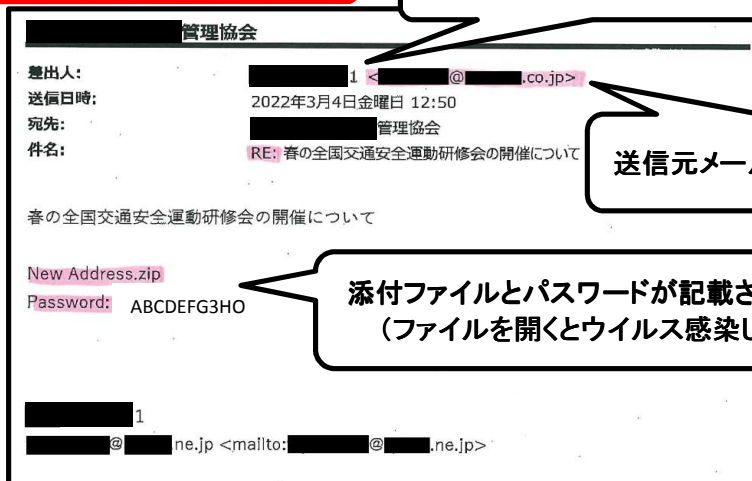 管理協会
差出人: 1 < @ .co.jp>
送信日時: 2022年3月4日金曜日 12:50
宛先: 管理協会
件名: RE: 春の全国交通安全運動研修会の開催について
送信元メー
春の全国交通安全運動研修会の開催について
New Address.zip
Password: ABCDEFG3HO
添付ファイルとパスワードが記載さ
（ファイルを開くとウイルス感染し
1
@ .ne.jp <mailto: @ .ne.jp>